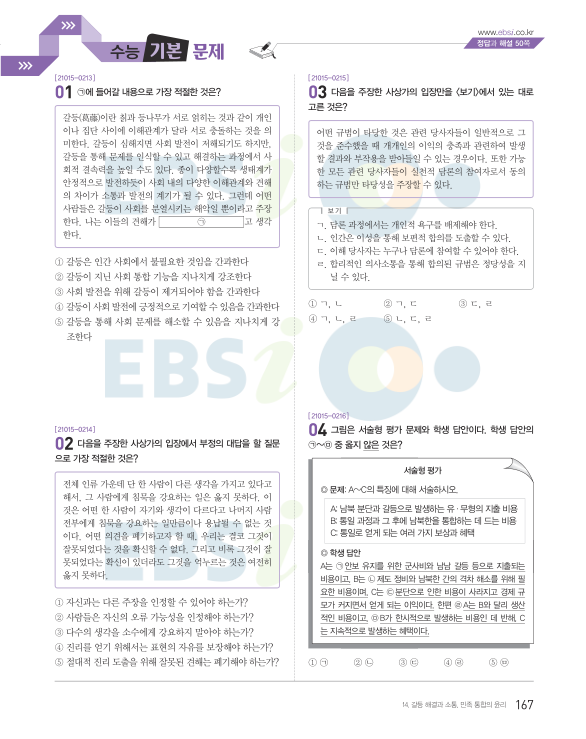 www.ebsi.co.kr
정답과 해설 50쪽
수능 기본 문제
[21015-0213]
01 ㉠에 들어갈 내용으로 가장 적절한 것은?
갈등(葛藤)이란 칡과 등나무가 서로 얽히는 것과 같이 개인
이나 집단 사이에 이해관계가 달라 서로 충돌하는 것을 의
미한다. 갈등이 심해지면 사회 발전이 저해되기도 하지만,
갈등을 통해 문제를 인식할 수 있고 해결하는 과정에서 사
회적 결속력을 높일 수도 있다. 종이 다양할수록 생태계가
안정적으로 발전하듯이 사회 내의 다양한 이해관계와 견해
의 차이가 소통과 발전의 계기가 될 수 있다. 그런데 어떤
사람들은 갈등이 사회를 분열시키는 해악일 뿐이라고 주장
한다. 나는 이들의 견해가 ㉠ 고 생각
한다.
① 갈등은 인간 사회에서 불필요한 것임을 간과한다
② 갈등이 지닌 사회 통합 기능을 지나치게 강조한다
③ 사회 발전을 위해 갈등이 제거되어야 함을 간과한다
④ 갈등이 사회 발전에 긍정적으로 기여할 수 있음을 간과한다
⑤ 갈등을 통해 사회 문제를 해소할 수 있음을 지나치게 강
조한다
[21015-0214]
02 다음을 주장한 사상가의 입장에서 부정의 대답을 할 질문
으로 가장 적절한 것은?
전체 인류 가운데 단 한 사람이 다른 생각을 가지고 있다고
해서, 그 사람에게 침묵을 강요하는 일은 옳지 못하다. 이
것은 어떤 한 사람이 자기와 생각이 다르다고 나머지 사람
전부에게 침묵을 강요하는 일만큼이나 용납될 수 없는 것
이다. 어떤 의견을 폐기하고자 할 때, 우리는 결코 그것이
잘못되었다는 것을 확신할 수 없다. 그리고 비록 그것이 잘
못되었다는 확신이 있더라도 그것을 억누르는 것은 여전히
옳지 못하다.
① 자신과는 다른 주장을 인정할 수 있어야 하는가?
② 사람들은 자신의 오류 가능성을 인정해야 하는가?
③ 다수의 생각을 소수에게 강요하지 말아야 하는가?
④ 진리를 얻기 위해서는 표현의 자유를 보장해야 하는가?
⑤ 절대적 진리 도출을 위해 잘못된 견해는 폐기해야 하는가?
[21015-0215]
03 다음을 주장한 사상가의 입장만을 〈보기〉에서 있는 대로
고른 것은?
어떤 규범이 타당한 것은 관련 당사자들이 일반적으로 그
것을 준수했을 때 개개인의 이익의 충족과 관련하여 발생
할 결과와 부작용을 받아들일 수 있는 경우이다. 또한 가능
한 모든 관련 당사자들이 실천적 담론의 참여자로서 동의
하는 규범만 타당성을 주장할 수 있다.
보기
ㄱ. 담론 과정에서는 개인적 욕구를 배제해야 한다.
ㄴ. 인간은 이성을 통해 보편적 합의를 도출할 수 있다.
ㄷ. 이해 당사자는 누구나 담론에 참여할 수 있어야 한다.
ㄹ. 합리적인 의사소통을 통해 합의된 규범은 정당성을 지
닐 수 있다.
① ㄱ, ㄴ ② ㄱ, ㄷ ③ ㄷ, ㄹ
④ ㄱ, ㄴ, ㄹ ⑤ ㄴ, ㄷ, ㄹ
[21015-0216]
04 그림은 서술형 평가 문제와 학생 답안이다. 학생 답안의
㉠~㉤ 중 옳지 않은 것은?
서술형 평가
◎ 문제: A~C의 특징에 대해 서술하시오.
A: 남북 분단과 갈등으로 발생하는 유·무형의 지출 비용
B: 통일 과정과 그 후에 남북한을 통합하는 데 드는 비용
C: 통일로 얻게 되는 여러 가지 보상과 혜택
◎ 학생 답안
A는 ㉠안보 유지를 위한 군사비와 남남 갈등 등으로 지출되는
비용이고, B는 ㉡제도 정비와 남북한 간의 격차 해소를 위해 필
요한 비용이며, C는 ㉢분단으로 인한 비용이 사라지고 경제 규
모가 커지면서 얻게 되는 이익이다. 한편 ㉣A는 B와 달리 생산
적인 비용이고, ㉤B가 한시적으로 발생하는 비용인 데 반해, C
는 지속적으로 발생하는 혜택이다.
① ㉠ ② ㉡ ③ ㉢ ④ ㉣ ⑤ ㉤
14. 갈등 해결과 소통, 민족 통합의 윤리 167
EBSi
EBSi